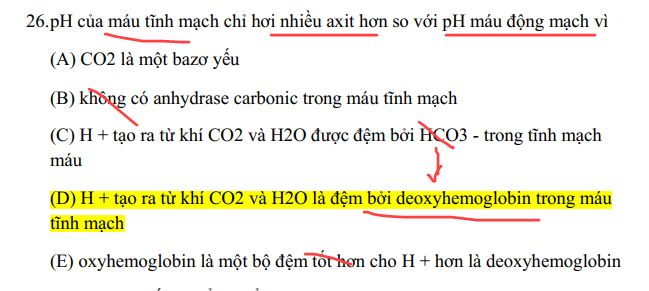 26.pH của máu tĩnh mạch chỉ hơi nhiều axit hơn so với pH máu động mạch vì
(A) CO2 là một bazơ yếu
(B) không có anhydrase carbonic trong máu tĩnh mạch
(C) H + tạo ra từ khí CO2 và H2O được đệm bởi HCO3 - trong tĩnh mạch
máu
(D) H + tạo ra từ khí CO2 và H2O là đệm bởi deoxyhemoglobin trong máu
tĩnh mạch
(E) oxyhemoglobin là một bộ đệm tốt hơn cho H + hơn là deoxyhemoglobin